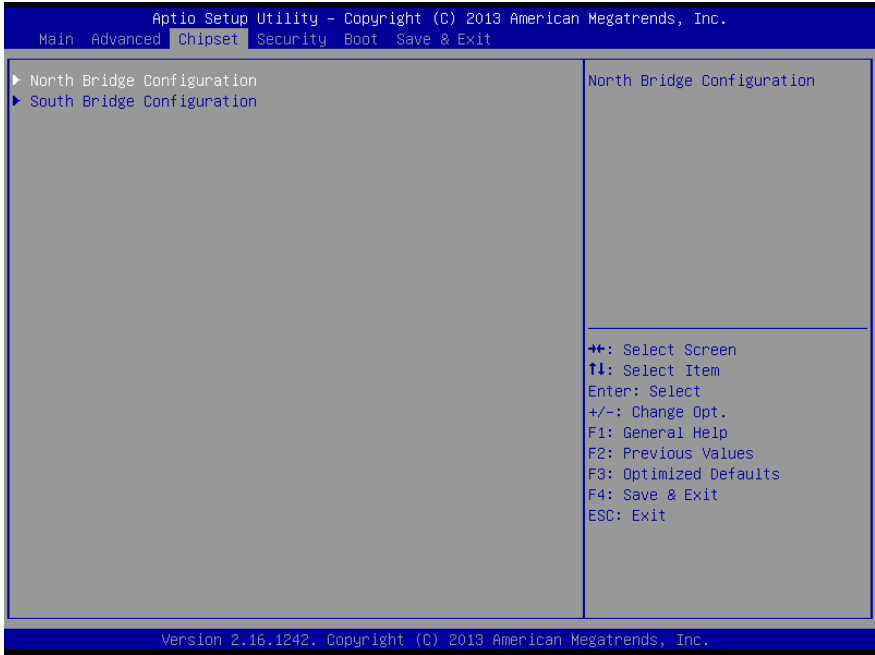 Aptio Setup Utility – Copyright (C) 2013 American Megatrends, Inc.
Main Advanced Chipset Security Boot Save & Exit
▶ North Bridge Configuration
▶ South Bridge Configuration
North Bridge Configuration
→←: Select Screen
↑↓: Select Item
Enter: Select
+/-: Change Opt.
F1: General Help
F2: Previous Values
F3: Optimized Defaults
F4: Save & Exit
ESC: Exit
Version 2.16.1242. Copyright (C) 2013 American Megatrends, Inc.